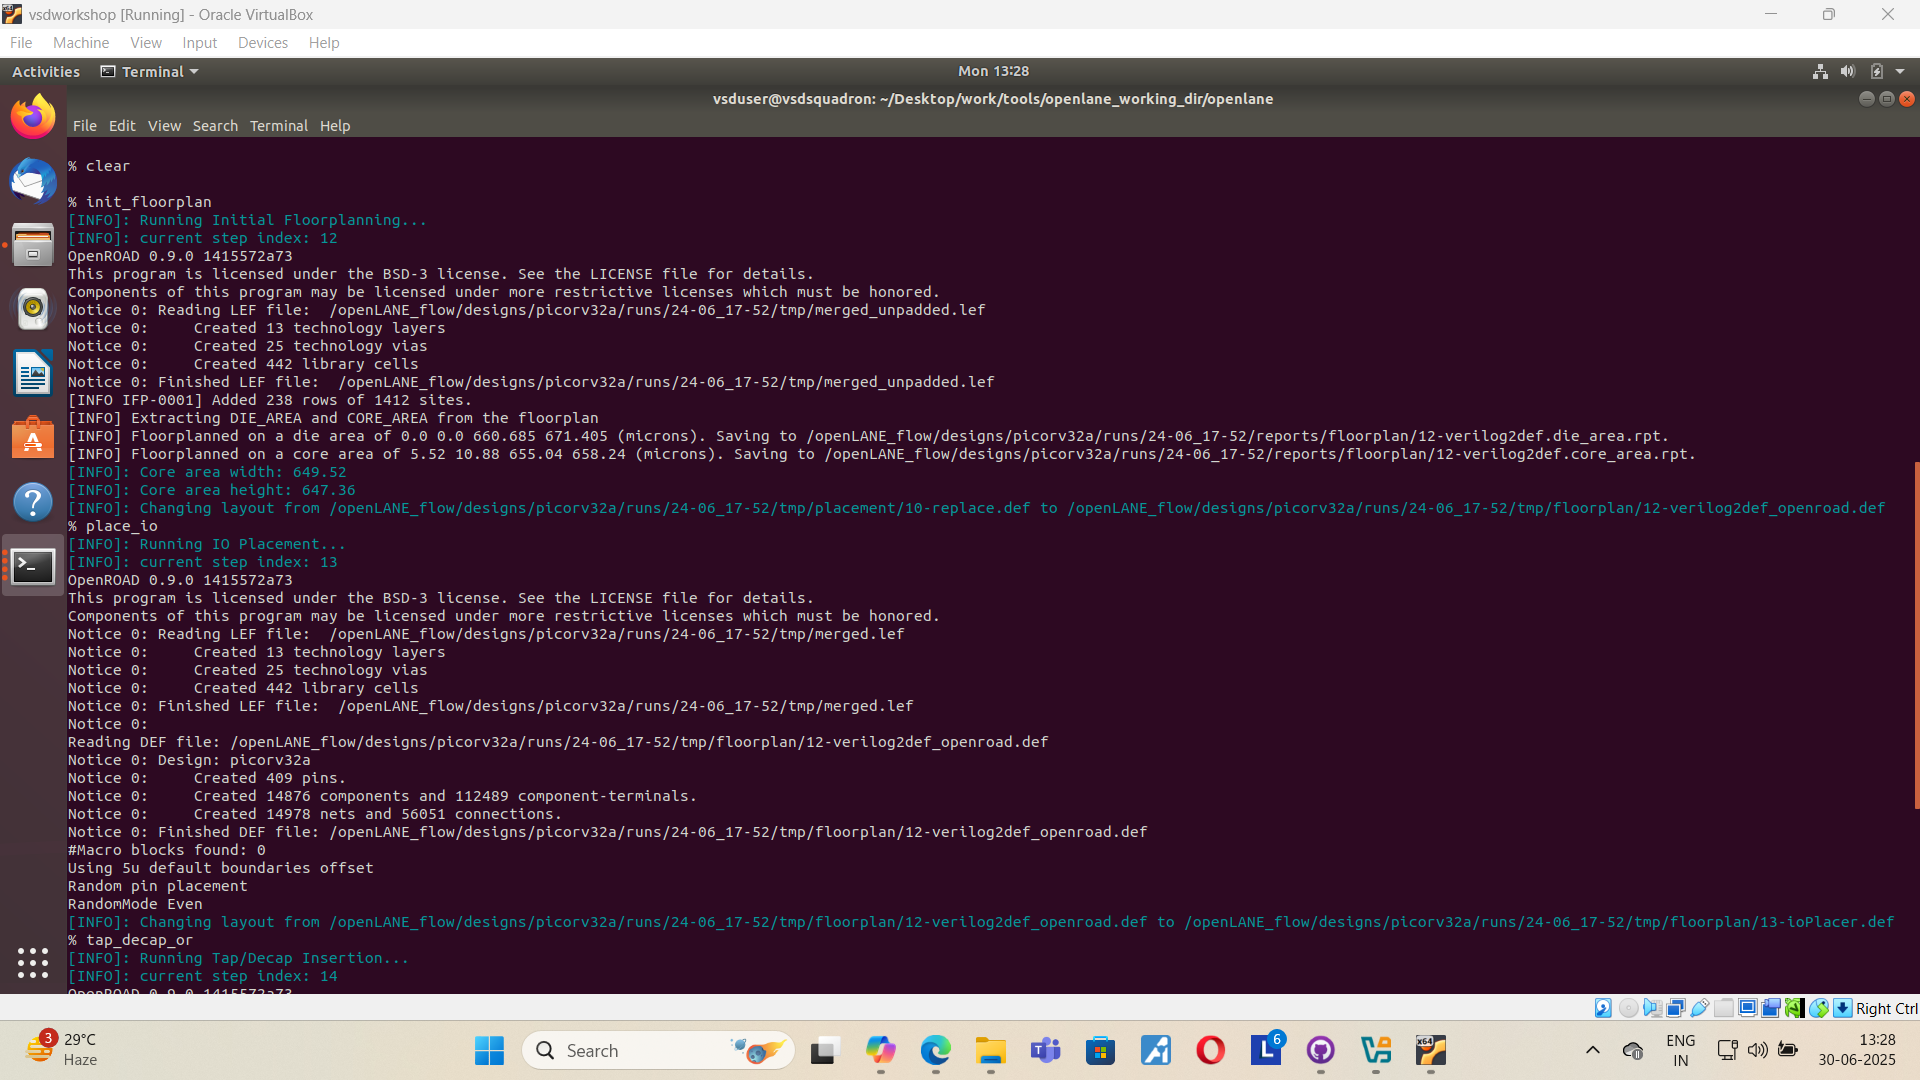 vsdworkshop [Running] - Oracle VirtualBox
File Machine View Input Devices Help
Activities Terminal Mon 13:28
vsduser@vsdsquadron: ~/Desktop/work/tools/openlane_working_dir/openlane
File Edit View Search Terminal Help
% clear
% init_floorplan
[INFO]: Running Initial Floorplanning...
[INFO]: current step index: 12
OpenROAD 0.9.0 1415572a73
This program is licensed under the BSD-3 license. See the LICENSE file for details.
Components of this program may be licensed under more restrictive licenses which must be honored.
Notice 0: Reading LEF file:  /openLANE_flow/designs/picorv32a/runs/24-06_17-52/tmp/merged_unpadded.lef
Notice 0:     Created 13 technology layers
Notice 0:     Created 25 technology vias
Notice 0:     Created 442 library cells
Notice 0: Finished LEF file:  /openLANE_flow/designs/picorv32a/runs/24-06_17-52/tmp/merged_unpadded.lef
[INFO IFP-0001] Added 238 rows of 1412 sites.
[INFO] Extracting DIE_AREA and CORE_AREA from the floorplan
[INFO] Floorplanned on a die area of 0.0 0.0 660.685 671.405 (microns). Saving to /openLANE_flow/designs/picorv32a/runs/24-06_17-52/reports/floorplan/12-verilog2def.die_area.rpt.
[INFO] Floorplanned on a core area of 5.52 10.88 655.04 658.24 (microns). Saving to /openLANE_flow/designs/picorv32a/runs/24-06_17-52/reports/floorplan/12-verilog2def.core_area.rpt.
[INFO]: Core area width: 649.52
[INFO]: Core area height: 647.36
[INFO]: Changing layout from /openLANE_flow/designs/picorv32a/runs/24-06_17-52/tmp/placement/10-replace.def to /openLANE_flow/designs/picorv32a/runs/24-06_17-52/tmp/floorplan/12-verilog2def_openroad.def
% place_io
[INFO]: Running IO Placement...
[INFO]: current step index: 13
OpenROAD 0.9.0 1415572a73
This program is licensed under the BSD-3 license. See the LICENSE file for details.
Components of this program may be licensed under more restrictive licenses which must be honored.
Notice 0: Reading LEF file:  /openLANE_flow/designs/picorv32a/runs/24-06_17-52/tmp/merged.lef
Notice 0:     Created 13 technology layers
Notice 0:     Created 25 technology vias
Notice 0:     Created 442 library cells
Notice 0: Finished LEF file:  /openLANE_flow/designs/picorv32a/runs/24-06_17-52/tmp/merged.lef
Notice 0:
Reading DEF file: /openLANE_flow/designs/picorv32a/runs/24-06_17-52/tmp/floorplan/12-verilog2def_openroad.def
Notice 0: Design: picorv32a
Notice 0:     Created 409 pins.
Notice 0:     Created 14876 components and 112489 component-terminals.
Notice 0:     Created 14978 nets and 56051 connections.
Notice 0: Finished DEF file: /openLANE_flow/designs/picorv32a/runs/24-06_17-52/tmp/floorplan/12-verilog2def_openroad.def
#Macro blocks found: 0
Using 5u default boundaries offset
Random pin placement
RandomMode Even
[INFO]: Changing layout from /openLANE_flow/designs/picorv32a/runs/24-06_17-52/tmp/floorplan/12-verilog2def_openroad.def to /openLANE_flow/designs/picorv32a/runs/24-06_17-52/tmp/floorplan/13-ioPlacer.def
% tap_decap_or
[INFO]: Running Tap/Decap Insertion...
[INFO]: current step index: 14
OpenROAD 0.9.0 1415572a73
Right Ctrl
3 29°C
Haze
Search
6
ENG
IN
13:28
30-06-2025